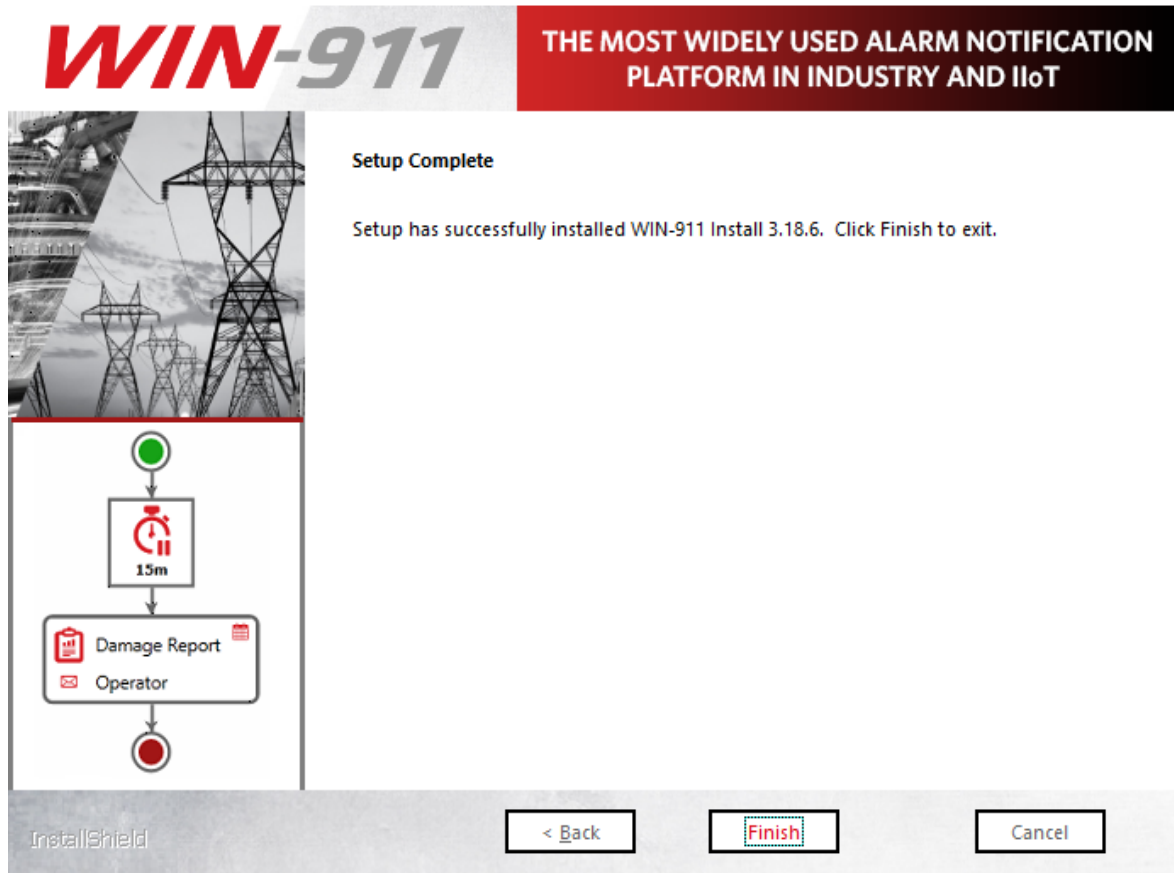 WIN-911
THE MOST WIDELY USED ALARM NOTIFICATION
PLATFORM IN INDUSTRY AND IIoT
Setup Complete
Setup has successfully installed WIN-911 Install 3.18.6.  Click Finish to exit.
15m
Damage Report
Operator
InstallShield
< Back
Finish
Cancel